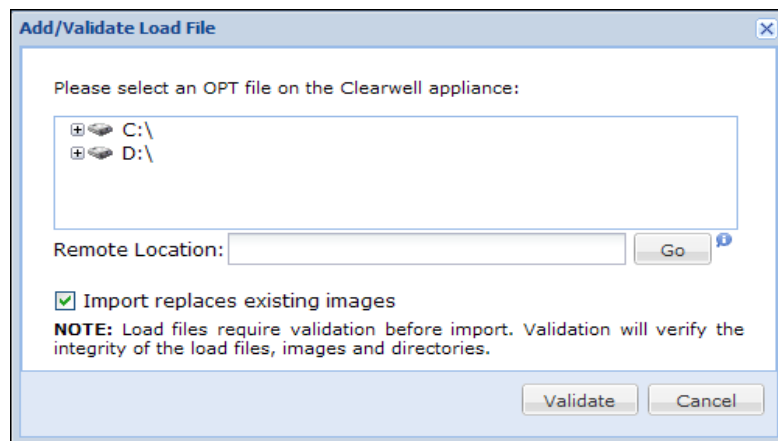 Add/Validate Load File
Please select an OPT file on the Clearwell appliance:
C:\
D:\
Remote Location:
Go
Import replaces existing images
NOTE: Load files require validation before import. Validation will verify the
integrity of the load files, images and directories.
Validate
Cancel